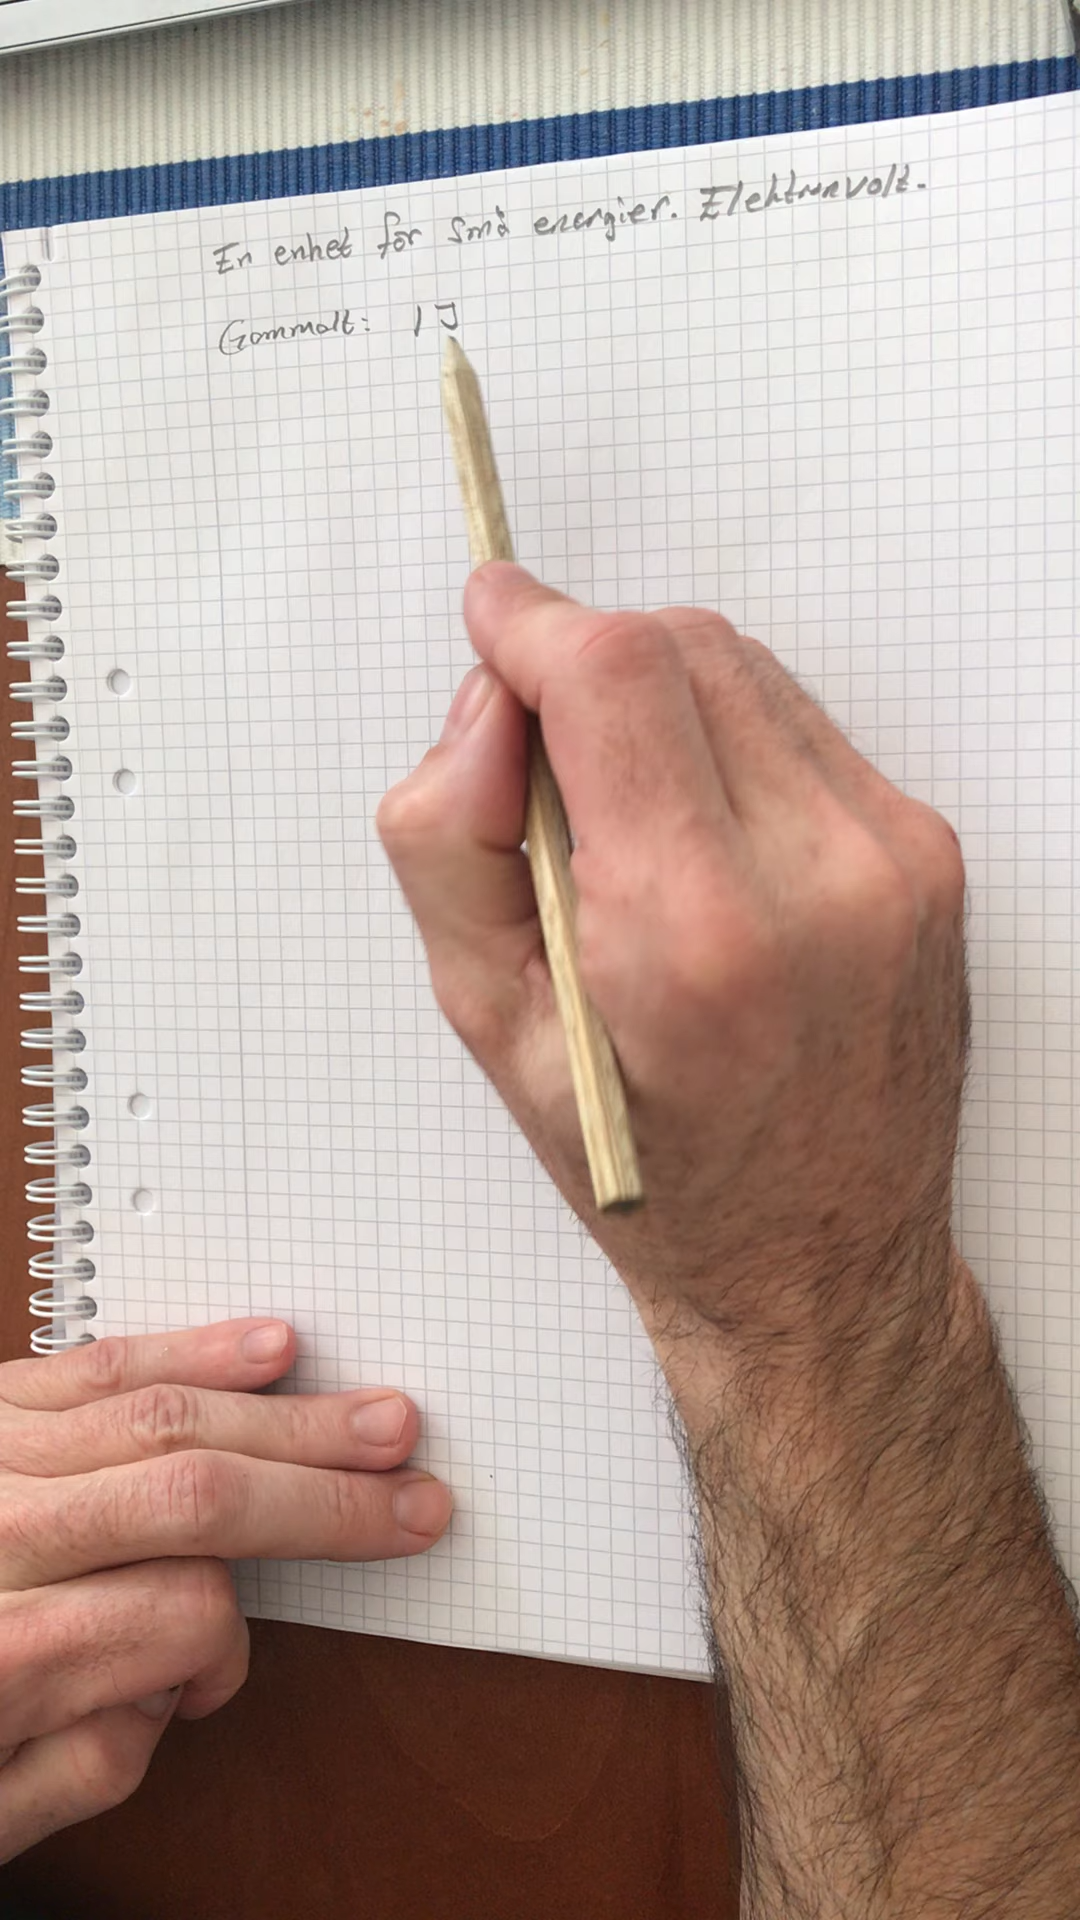 En enhet för små energier. Elektronvolt.
Gammalt: 1 J